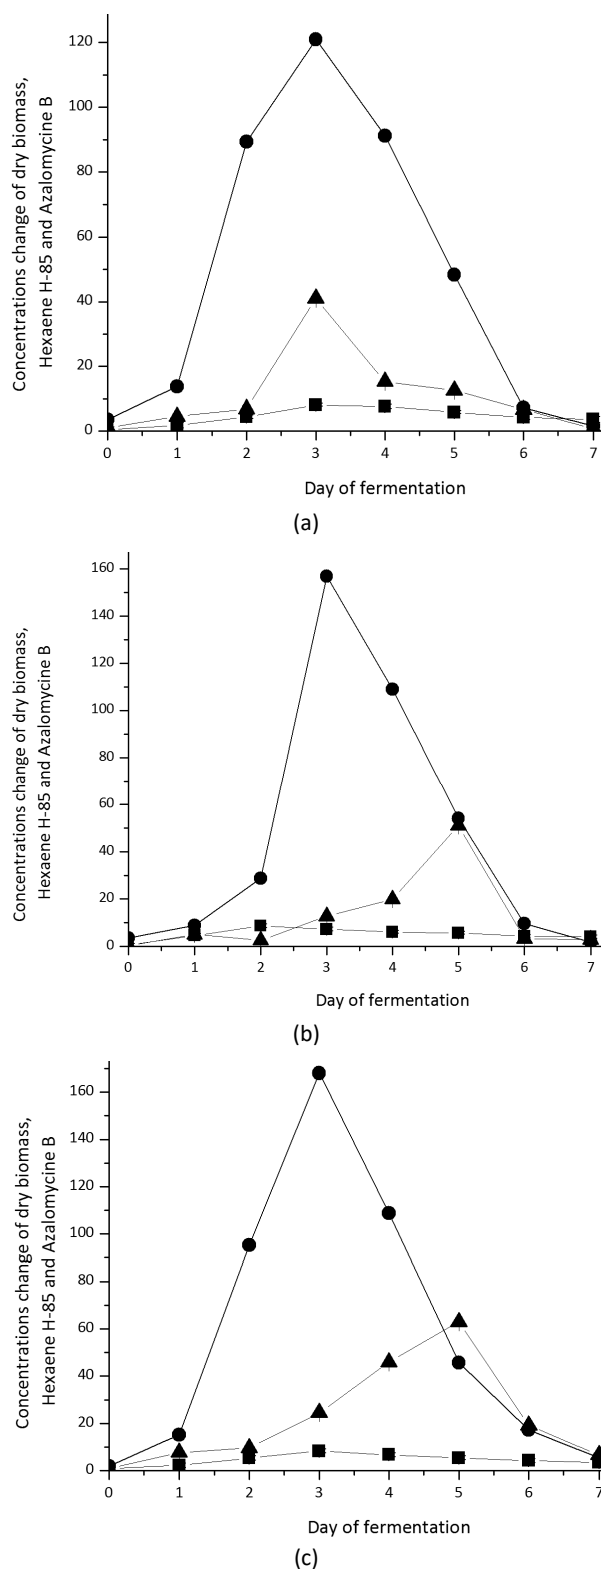 Concentrations change of dry biomass,
Hexaene H-85 and Azalomycine B
120
100
80
60
40
20
0
0 1 2 3 4 5 6 7
Day of fermentation
(a)
Concentrations change of dry biomass,
Hexaene H-85 and Azalomycine B
160
140
120
100
80
60
40
20
0
0 1 2 3 4 5 6 7
Day of fermentation
(b)
Concentrations change of dry biomass,
Hexaene H-85 and Azalomycine B
160
140
120
100
80
60
40
20
0
0 1 2 3 4 5 6 7
Day of fermentation
(c)